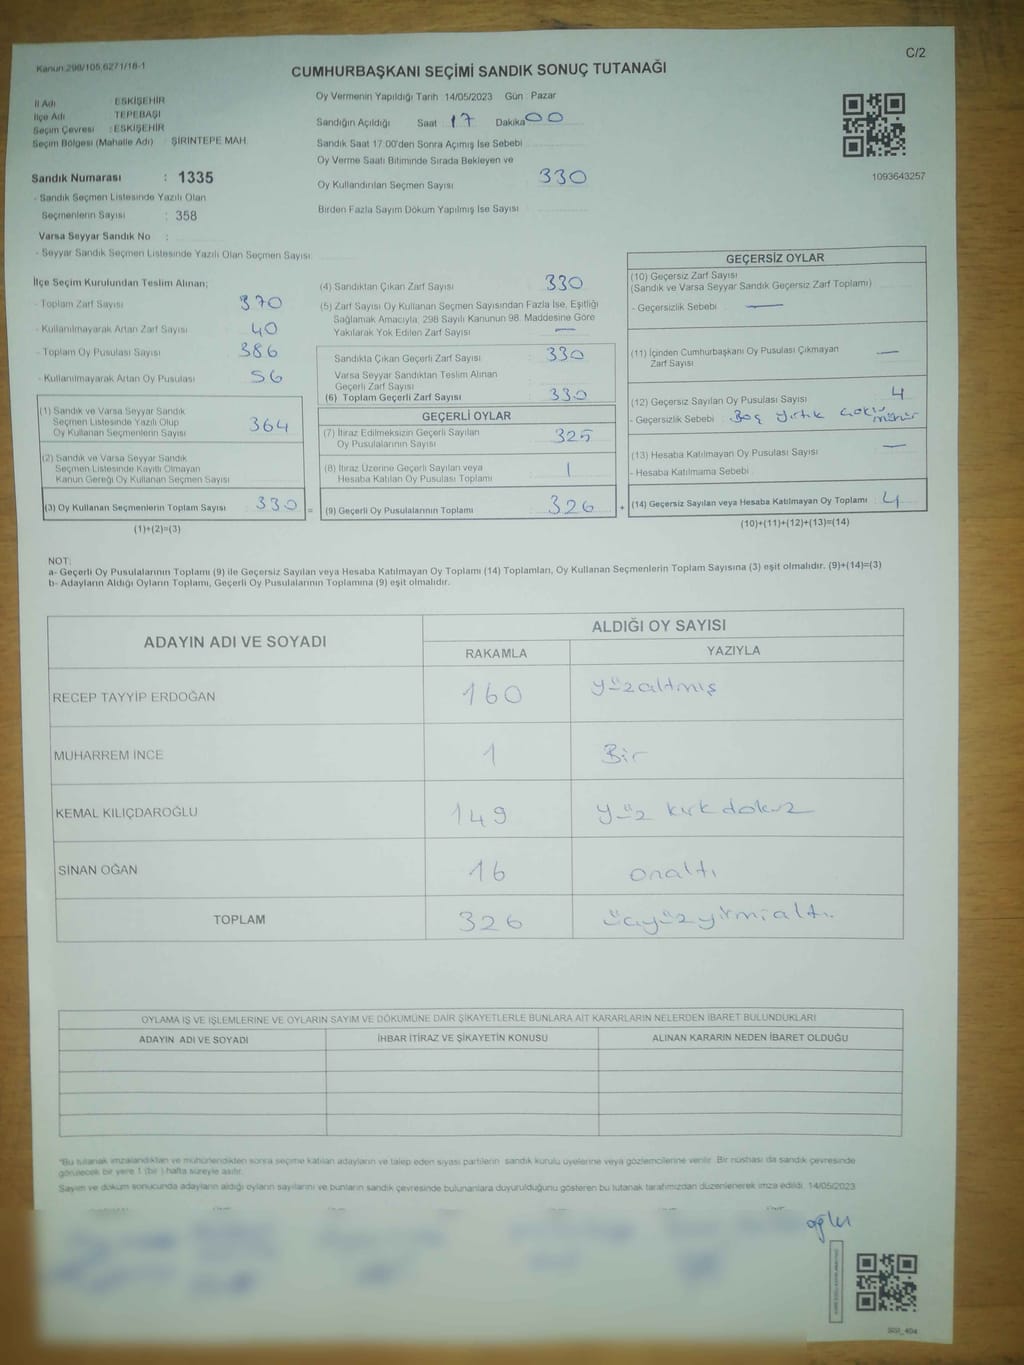 Kanun:298/105,6271/18-1
C/2
CUMHURBAŞKANI SEÇİMİ SANDIK SONUÇ TUTANAĞI
İl Adı ESKİŞEHİR
İlçe Adı TEPEBAŞI
Seçim Çevresi : ESKİŞEHİR
Seçim Bölgesi (Mahalle Adı) ŞİRİNTEPE MAH.
Sandık Numarası : 1335
- Sandık Seçmen Listesinde Yazılı Olan
Seçmenlerin Sayısı : 358
Varsa Seyyar Sandık No :
- Seyyar Sandık Seçmen Listesinde Yazılı Olan Seçmen Sayısı:
Oy Vermenin Yapıldığı Tarih 14/05/2023 Gün Pazar
Sandığın Açıldığı Saat 17 Dakika 00
Sandık Saat 17.00'den Sonra Açımış İse Sebebi
Oy Verme Saati Bitiminde Sırada Bekleyen ve
Oy Kullandırılan Seçmen Sayısı 330
Birden Fazla Sayım Döküm Yapılmış İse Sayısı
1093643257
İlçe Seçim Kurulundan Teslim Alınan;
- Toplam Zarf Sayısı 370
- Kullanılmayarak Artan Zarf Sayısı 40
- Toplam Oy Pusulası Sayısı 386
- Kullanılmayarak Artan Oy Pusulası 56
(1) Sandık ve Varsa Seyyar Sandık
Seçmen Listesinde Yazılı Olup
Oy Kullanan Seçmenlerin Sayısı 364
(2) Sandık ve Varsa Seyyar Sandık
Seçmen Listesinde Kayıtlı Olmayan
Kanun Gereği Oy Kullanan Seçmen Sayısı
(3) Oy Kullanan Seçmenlerin Toplam Sayısı 330 =
(1)+(2)=(3)
(4) Sandıktan Çıkan Zarf Sayısı 330
(5) Zarf Sayısı Oy Kullanan Seçmen Sayısından Fazla İse, Eşitliği
Sağlamak Amacıyla, 298 Sayılı Kanunun 98. Maddesine Göre
Yakılarak Yok Edilen Zarf Sayısı —
Sandıkta Çıkan Geçerli Zarf Sayısı 330
Varsa Seyyar Sandıktan Teslim Alınan
Geçerli Zarf Sayısı
(6) Toplam Geçerli Zarf Sayısı 330
GEÇERLİ OYLAR
(7) İtiraz Edilmeksizin Geçerli Sayılan
Oy Pusulalarının Sayısı 325
(8) İtiraz Üzerine Geçerli Sayılan veya
Hesaba Katılan Oy Pusulası Toplamı 1
(9) Geçerli Oy Pusulalarının Toplamı 326 +
GEÇERSİZ OYLAR
(10) Geçersiz Zarf Sayısı
(Sandık ve Varsa Seyyar Sandık Geçersiz Zarf Toplamı)
- Geçersizlik Sebebi —
(11) İçinden Cumhurbaşkanı Oy Pusulası Çıkmayan
Zarf Sayısı —
(12) Geçersiz Sayılan Oy Pusulası Sayısı 4
- Geçersizlik Sebebi : Boş yırtık çoklu
mühür
(13) Hesaba Katılmayan Oy Pusulası Sayısı —
- Hesaba Katılmama Sebebi
(14) Geçersiz Sayılan veya Hesaba Katılmayan Oy Toplamı 4
(10)+(11)+(12)+(13)=(14)
NOT:
a- Geçerli Oy Pusulalarının Toplamı (9) ile Geçersiz Sayılan veya Hesaba Katılmayan Oy Toplamı (14) Toplamları, Oy Kullanan Seçmenlerin Toplam Sayısına (3) eşit olmalıdır. (9)+(14)=(3)
b- Adayların Aldığı Oyların Toplamı, Geçerli Oy Pusulalarının Toplamına (9) eşit olmalıdır.
ADAYIN ADI VE SOYADI
ALDIĞI OY SAYISI
RAKAMLA YAZIYLA
RECEP TAYYİP ERDOĞAN 160 yüzaltmış
MUHARREM İNCE 1 Bir
KEMAL KILIÇDAROĞLU 149 yüz kırkdokuz
SİNAN OĞAN 16 onaltı
TOPLAM 326 üçyüzyirmialtı
OYLAMA İŞ VE İŞLEMLERİNE VE OYLARIN SAYIM VE DÖKÜMÜNE DAİR ŞİKAYETLERLE BUNLARA AİT KARARLARIN NELERDEN İBARET BULUNDUKLARI
ADAYIN ADI VE SOYADI İHBAR İTİRAZ VE ŞİKAYETİN KONUSU ALINAN KARARIN NEDEN İBARET OLDUĞU
*Bu tutanak imzalandıktan ve mühürlendikten sonra seçime katılan adayların ve talep eden siyasi partilerin sandık kurulu üyelerine veya gözlemcilerine verilir. Bir nüshası da sandık çevresinde
görülecek bir yere 1 (bir ) hafta süreyle asılır.
Sayım ve döküm sonucunda adayların aldığı oyların sayılarını ve bunların sandık çevresinde bulunanlara duyurulduğunu gösteren bu tutanak tarafımızdan düzenlenerek imza edildi. 14/05/2023